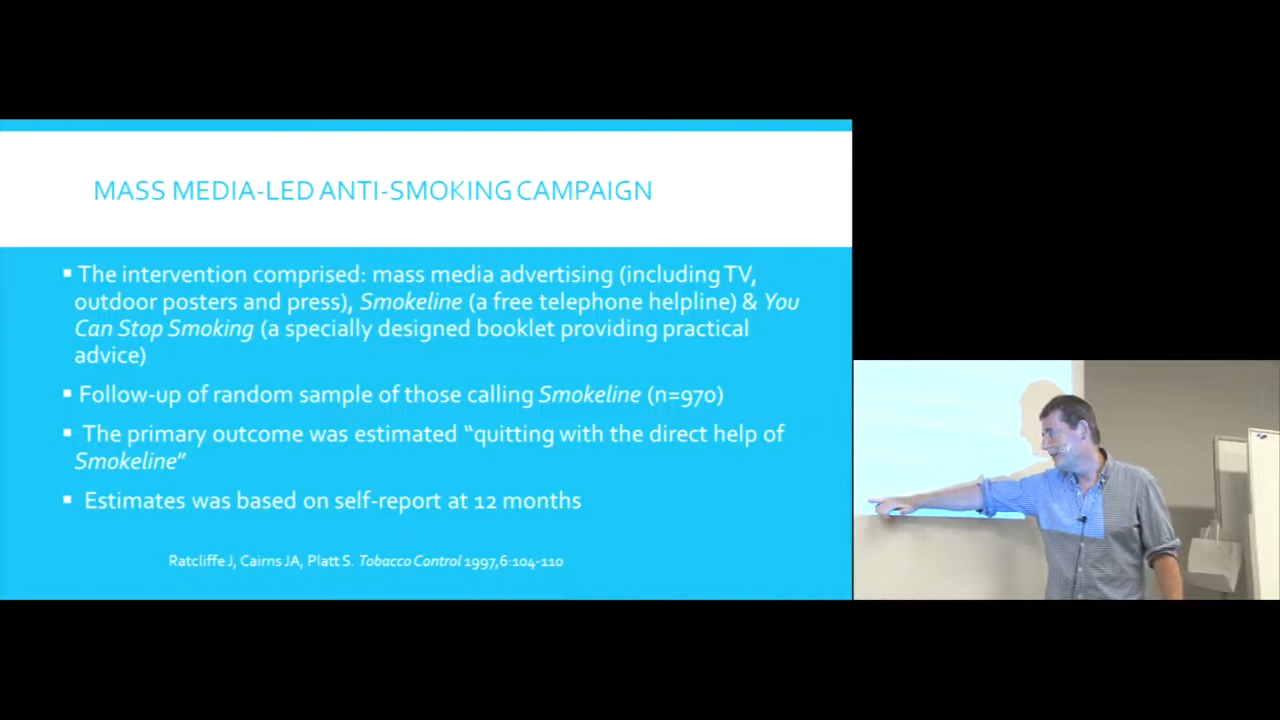 MASS MEDIA-LED ANTI-SMOKING CAMPAIGN
▪ The intervention comprised: mass media advertising (including TV,
outdoor posters and press), Smokeline (a free telephone helpline) & You
Can Stop Smoking (a specially designed booklet providing practical
advice)
▪ Follow-up of random sample of those calling Smokeline (n=970)
▪ The primary outcome was estimated “quitting with the direct help of
Smokeline”
▪ Estimates was based on self-report at 12 months
Ratcliffe J, Cairns JA, Platt S. Tobacco Control 1997,6:104-110